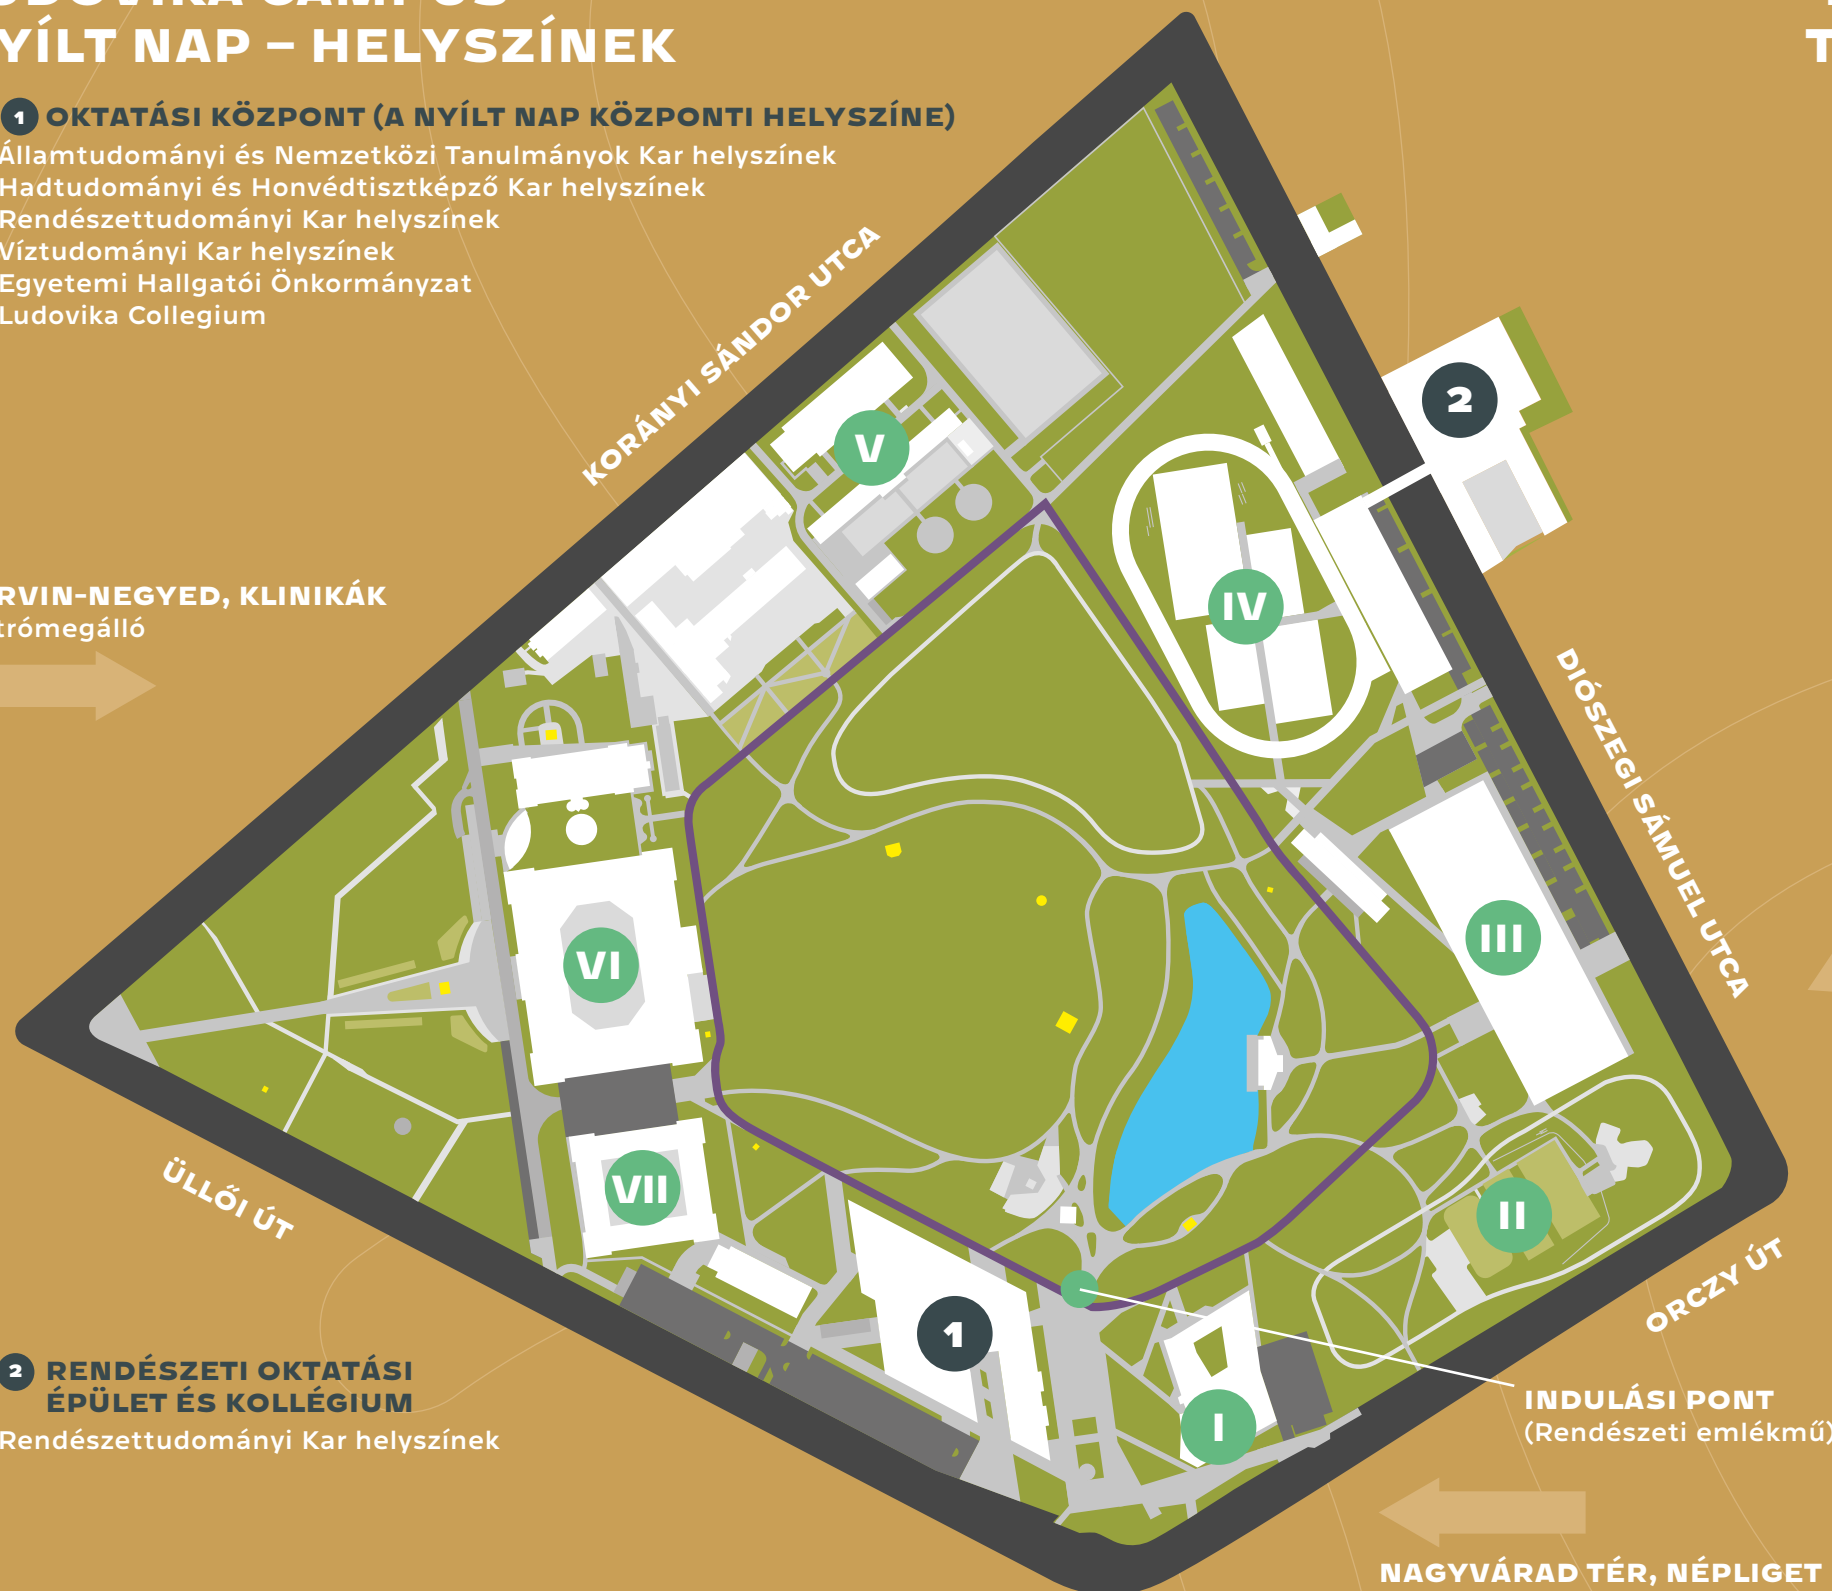 YÍLT NAP – HELYSZÍNEK
T
1 OKTATÁSI KÖZPONT (A NYÍLT NAP KÖZPONTI HELYSZÍNE)
Államtudományi és Nemzetközi Tanulmányok Kar helyszínek
Hadtudományi és Honvédtisztképző Kar helyszínek
Rendészettudományi Kar helyszínek
Víztudományi Kar helyszínek
Egyetemi Hallgatói Önkormányzat
Ludovika Collegium
KORÁNYI SÁNDOR UTCA
2
V
RVIN-NEGYED, KLINIKÁK
trómegálló
IV
DIÓSZEGI SÁMUEL UTCA
III
VI
ÜLLŐI ÚT
VII
II
ORCZY ÚT
1
I
2 RENDÉSZETI OKTATÁSI
ÉPÜLET ÉS KOLLÉGIUM
Rendészettudományi Kar helyszínek
INDULÁSI PONT
(Rendészeti emlékmű)
NAGYVÁRAD TÉR, NÉPLIGET